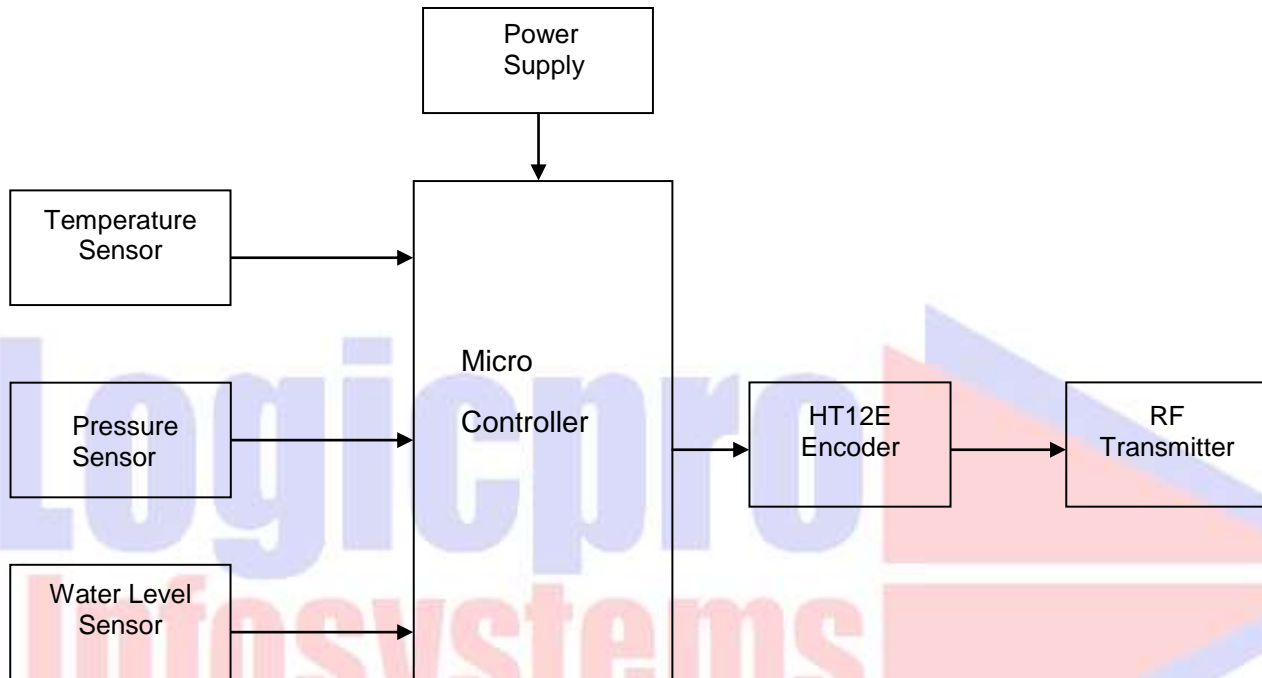 Power
Supply
Temperature
Sensor
Micro
Controller
Pressure
Sensor
HT12E
Encoder
RF
Transmitter
Water Level
Sensor
Logicpro
Infosystems